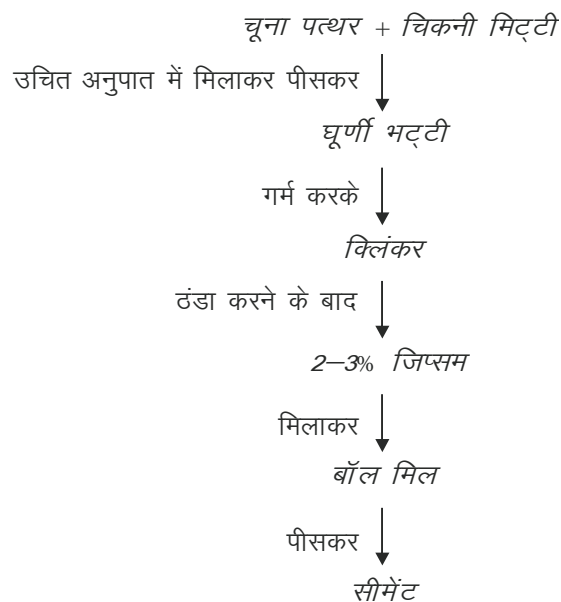 चूना पत्थर + चिकनी मिट्टी
उचित अनुपात में मिलाकर पीसकर
घूर्णी भट्टी
गर्म करके
क्लिंकर
ठंडा करने के बाद
2–3% जिप्सम
मिलाकर
बॉल मिल
पीसकर
सीमेंट